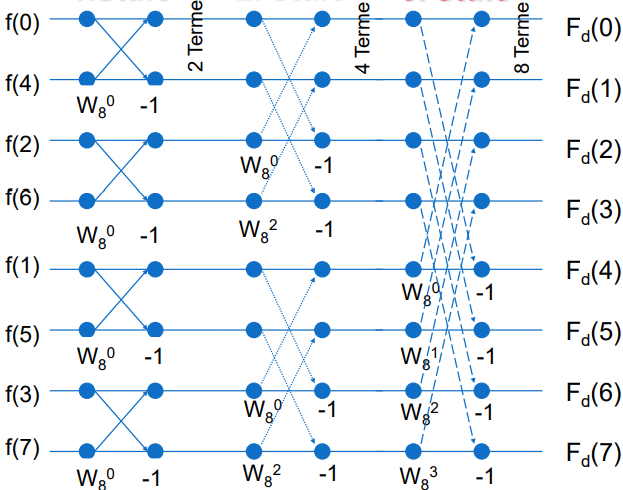 f(0) 2 Terme 4 Terme 8 Terme F_d(0)
f(4) F_d(1)
W_8^0 -1
f(2) F_d(2)
W_8^0 -1
f(6) F_d(3)
W_8^0 -1 W_8^2 -1
f(1) F_d(4)
W_8^0 -1
f(5) F_d(5)
W_8^0 -1 W_8^1 -1
f(3) F_d(6)
W_8^0 -1 W_8^2 -1
f(7) F_d(7)
W_8^0 -1 W_8^2 -1 W_8^3 -1